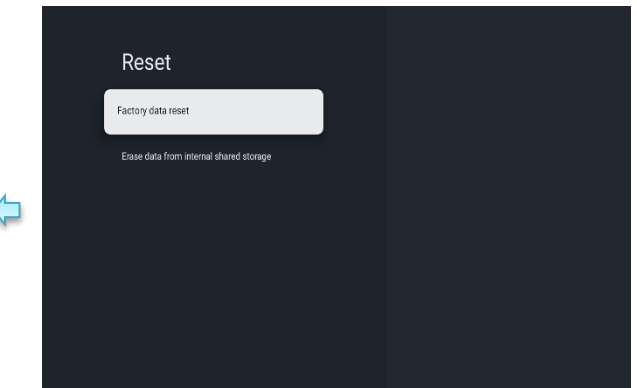 Reset
Factory data reset
Erase data from internal shared storage